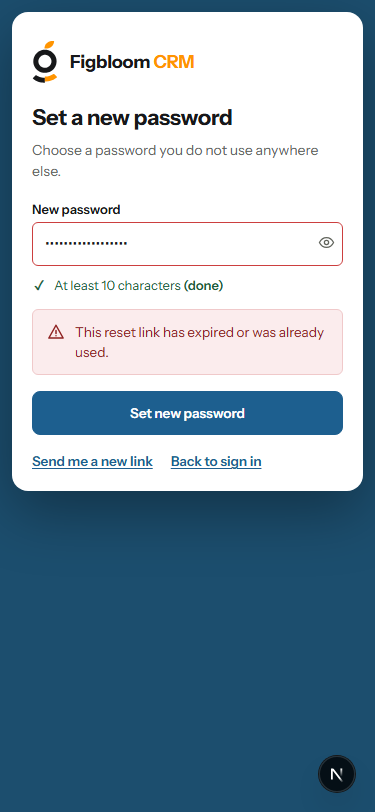 Figbloom CRM
Set a new password
Choose a password you do not use anywhere
else.
New password
••••••••••••••••••
✓ At least 10 characters (done)
This reset link has expired or was already
used.
Set new password
Send me a new link Back to sign in
N